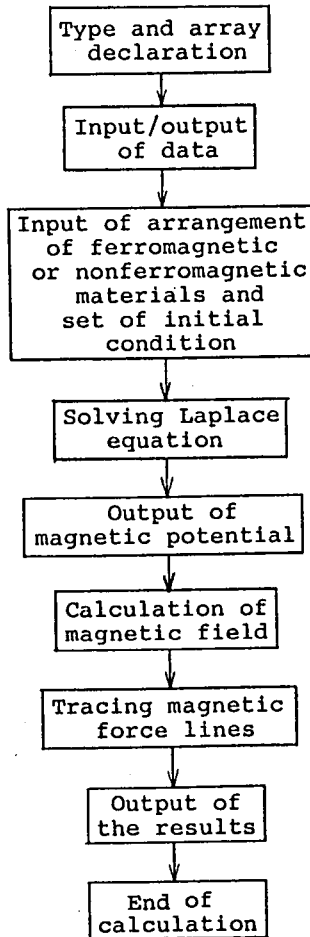 Type and array
declaration
Input/output
of data
Input of arrangement
of ferromagnetic
or nonferromagnetic
materials and
set of initial
condition
Solving Laplace
equation
Output of
magnetic potential
Calculation of
magnetic field
Tracing magnetic
force lines
Output of
the results
End of
calculation